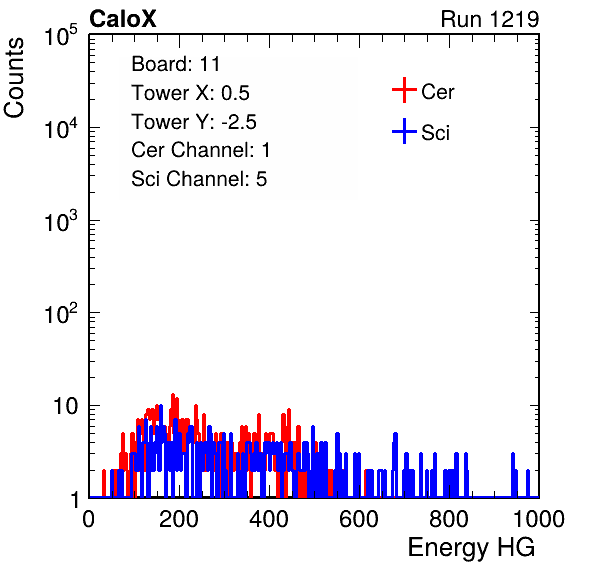 CaloX Run 1219
Counts
Board: 11
Tower X: 0.5
Tower Y: -2.5
Cer Channel: 1
Sci Channel: 5
Cer
Sci
10^5
10^4
10^3
10^2
10
1
0 200 400 600 800 1000
Energy HG